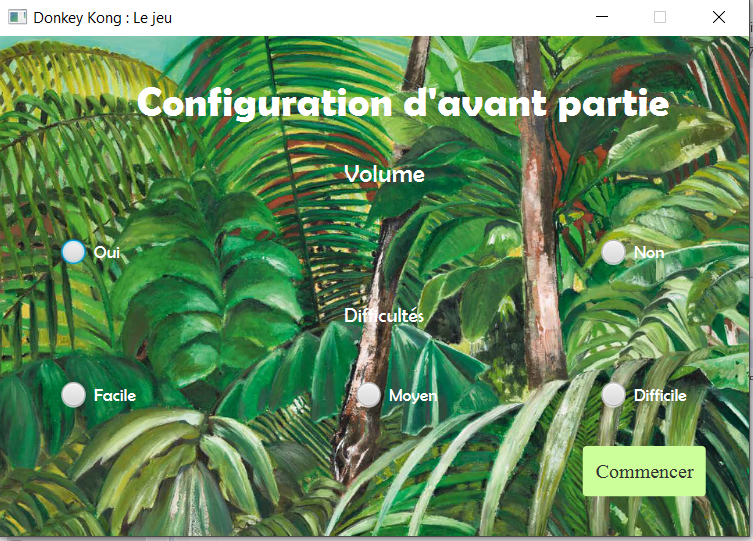 Donkey Kong : Le jeu
Configuration d'avant partie
Volume
Oui Non
Difficultés
Facile Moyen Difficile
Commencer